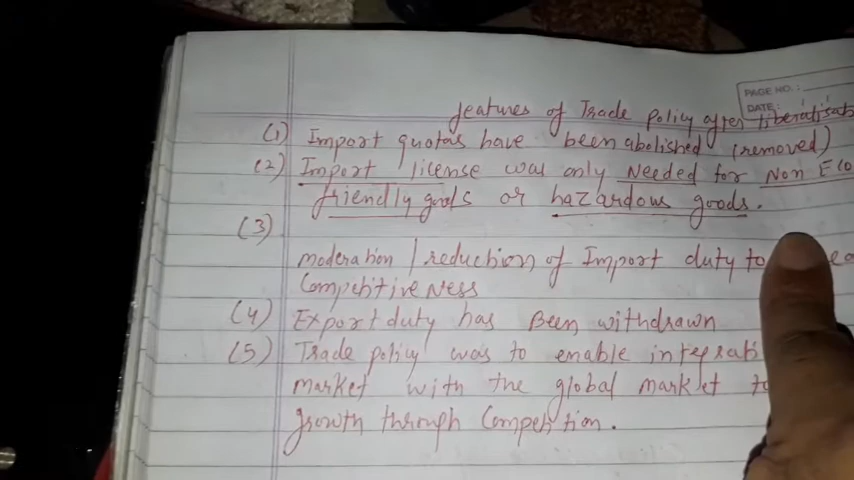 PAGE NO.:
DATE:
features of Trade Policy after liberalisat
(1) Import quotas have been abolished (removed)
(2) Import license was only Needed for Non Eco
friendly goods or hazardous goods.
(3)
moderation / reduction of Import duty to
Competitiveness
(4) Export duty has Been withdrawn
(5) Trade policy was to enable integrati
market with the global market to
growth through Competition.